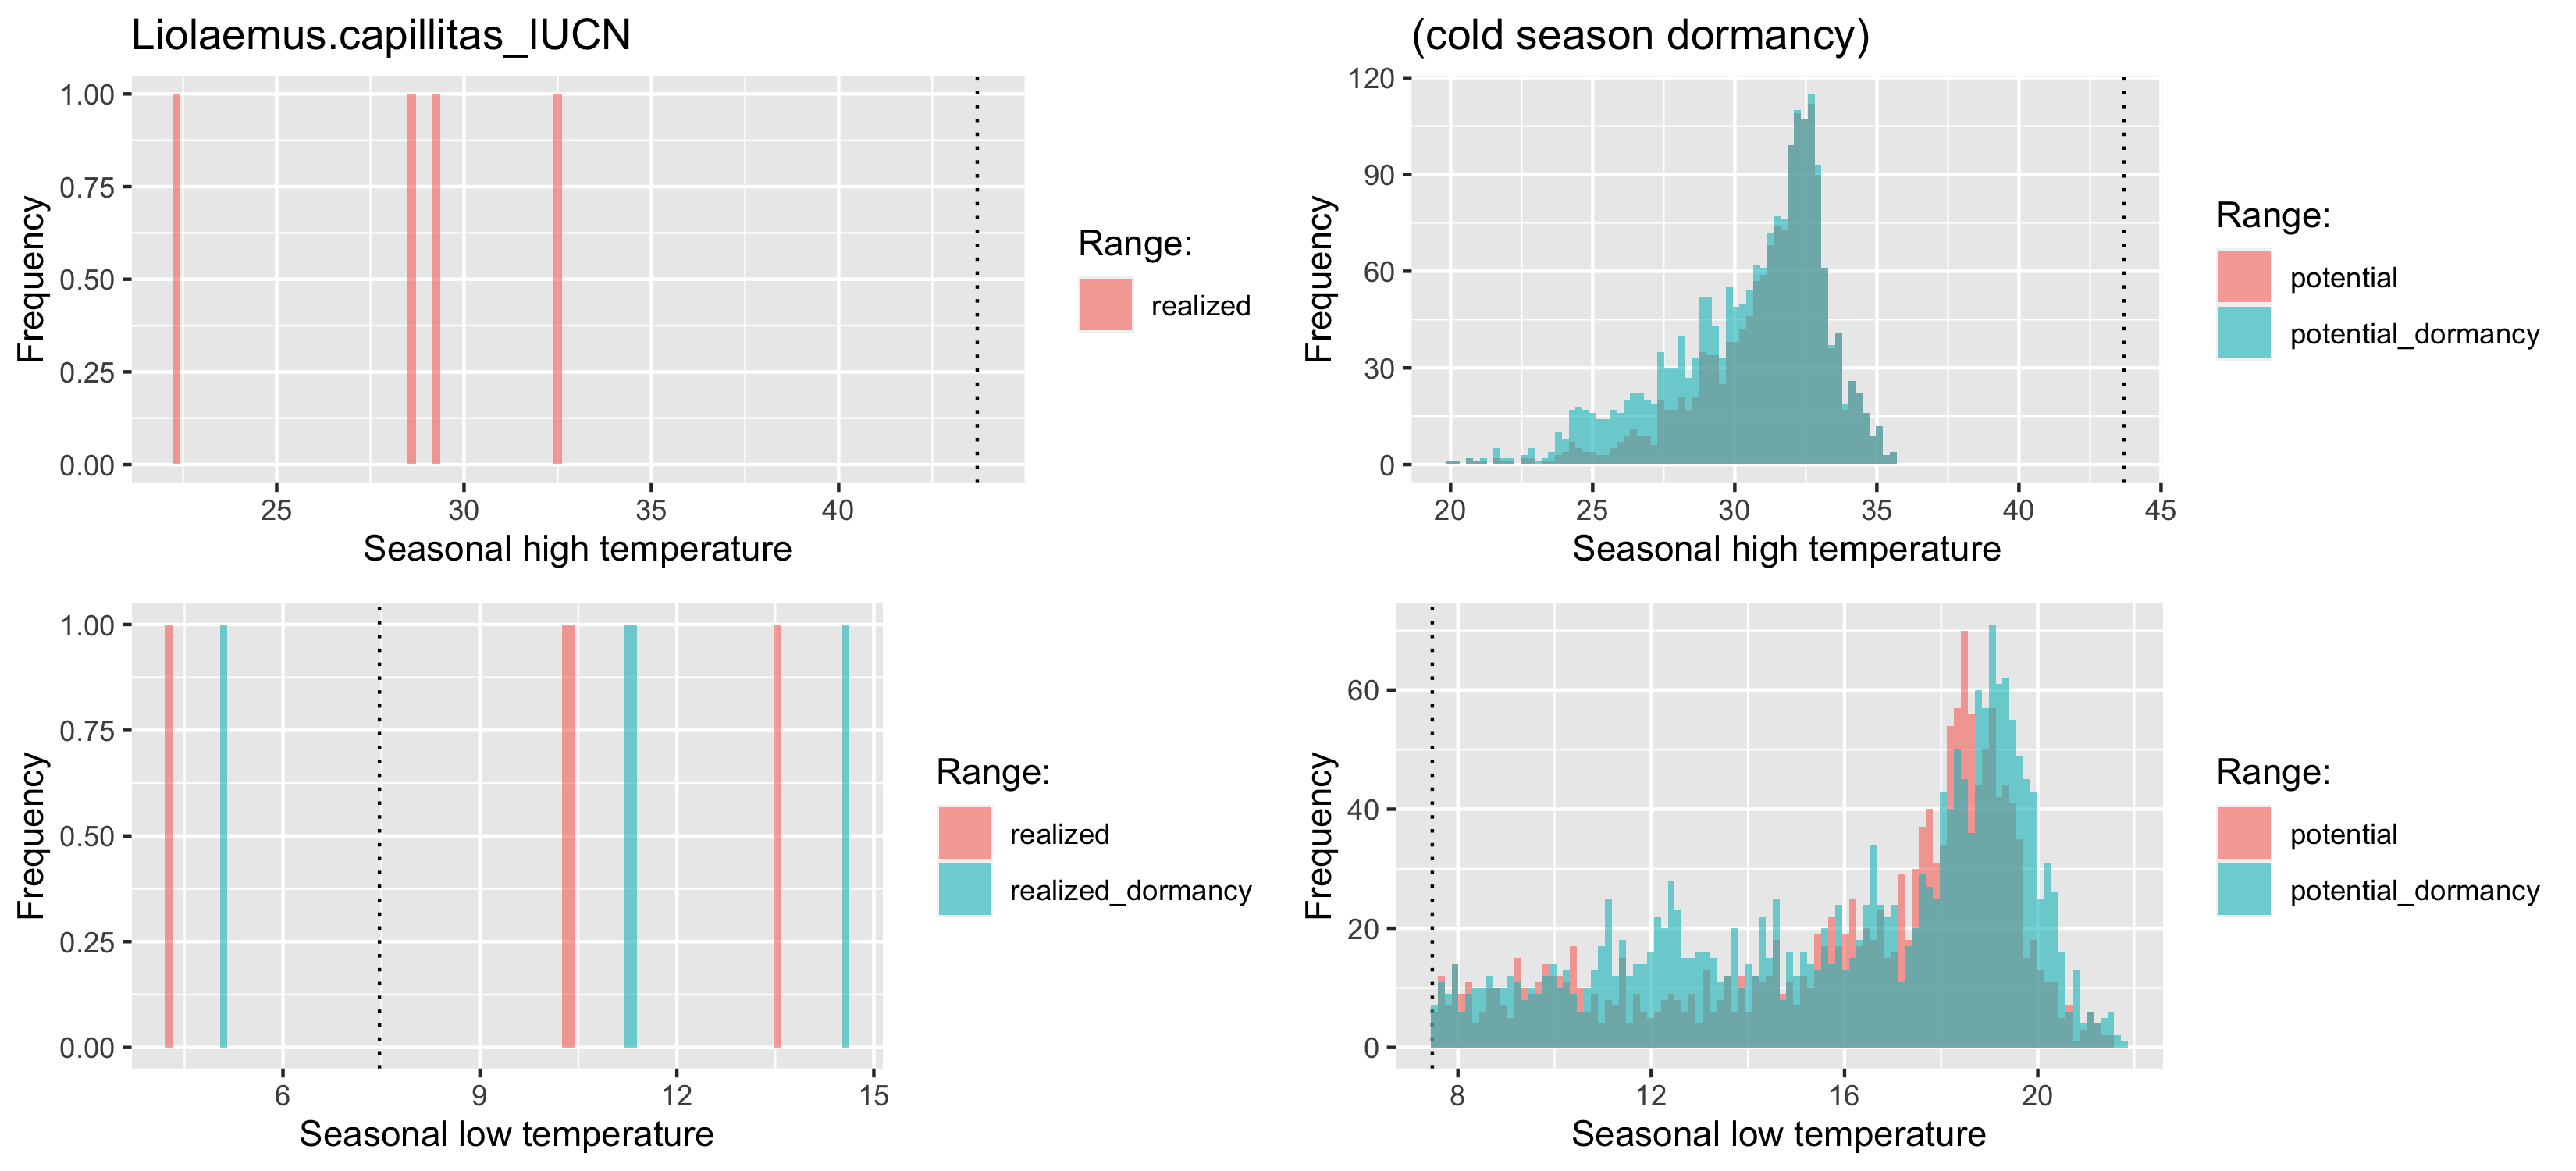 Liolaemus.capillitas_IUCN
1.00
0.75
0.50
0.25
0.00
Frequency
25 30 35 40
Seasonal high temperature
Range:
realized
(cold season dormancy)
120
90
60
30
0
Frequency
20 25 30 35 40 45
Seasonal high temperature
Range:
potential
potential_dormancy
1.00
0.75
0.50
0.25
0.00
Frequency
6 9 12 15
Seasonal low temperature
Range:
realized
realized_dormancy
60
40
20
0
Frequency
8 12 16 20
Seasonal low temperature
Range:
potential
potential_dormancy